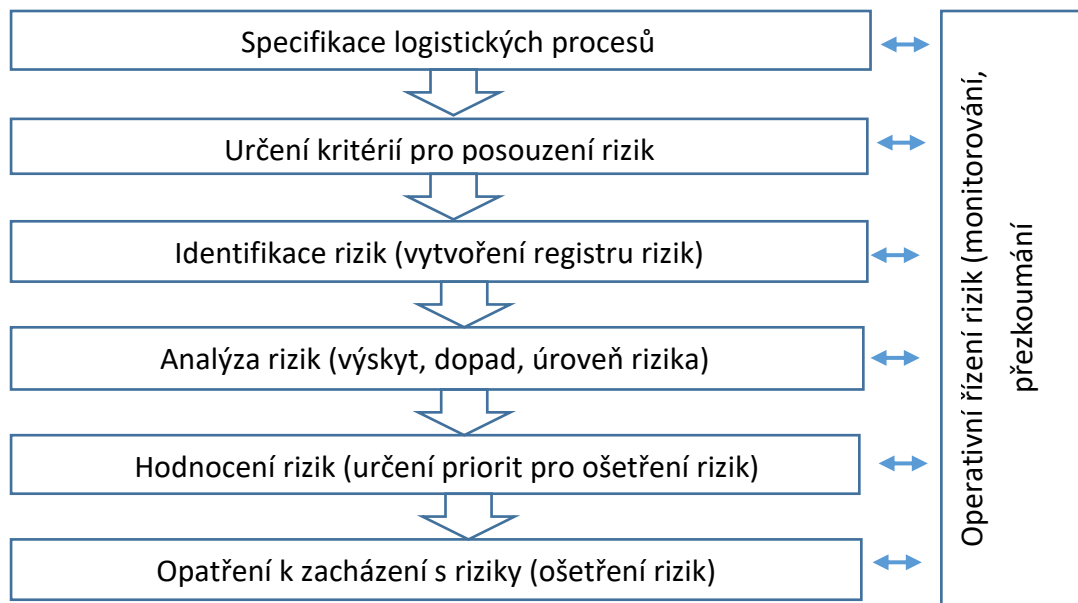 Specifikace logistických procesů
Určení kritérií pro posouzení rizik
Identifikace rizik (vytvoření registru rizik)
Analýza rizik (výskyt, dopad, úroveň rizika)
Hodnocení rizik (určení priorit pro ošetření rizik)
Opatření k zacházení s riziky (ošetření rizik)
Operativní řízení rizik (monitorování,
přezkoumání